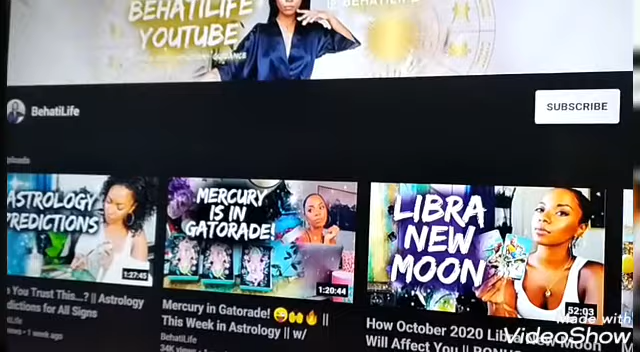 BEHATILIFE
YOUTUBE
BEHATILIFE
BehatiLife
SUBSCRIBE
ASTROLOGY
PREDICTIONS
1:27:45
MERCURY
IS IN
GATORADE!
1:20:44
LIBRA
NEW
MOON
52:03
You Trust This...? || Astrology
dictions for All Signs
1 week ago
Mercury in Gatorade! 😜🙌🔥 ||
This Week in Astrology || w/
BehatiLife
34K views
How October 2020 Libra New Moon
Will Affect You ||
Made with
VideoShow